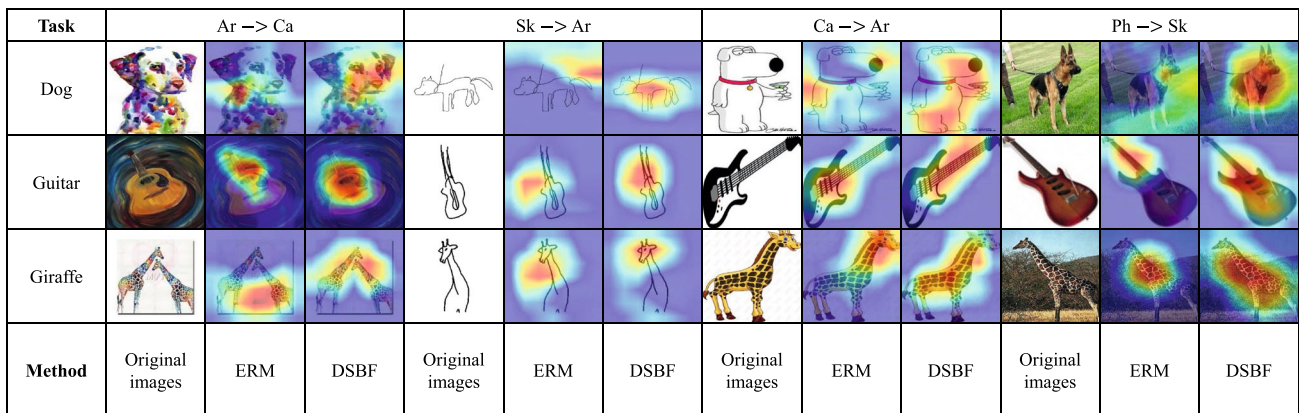 Task Ar –> Ca Sk –> Ar Ca –> Ar Ph –> Sk
Dog
Guitar
Giraffe
Method Original images ERM DSBF Original images ERM DSBF Original images ERM DSBF Original images ERM DSBF